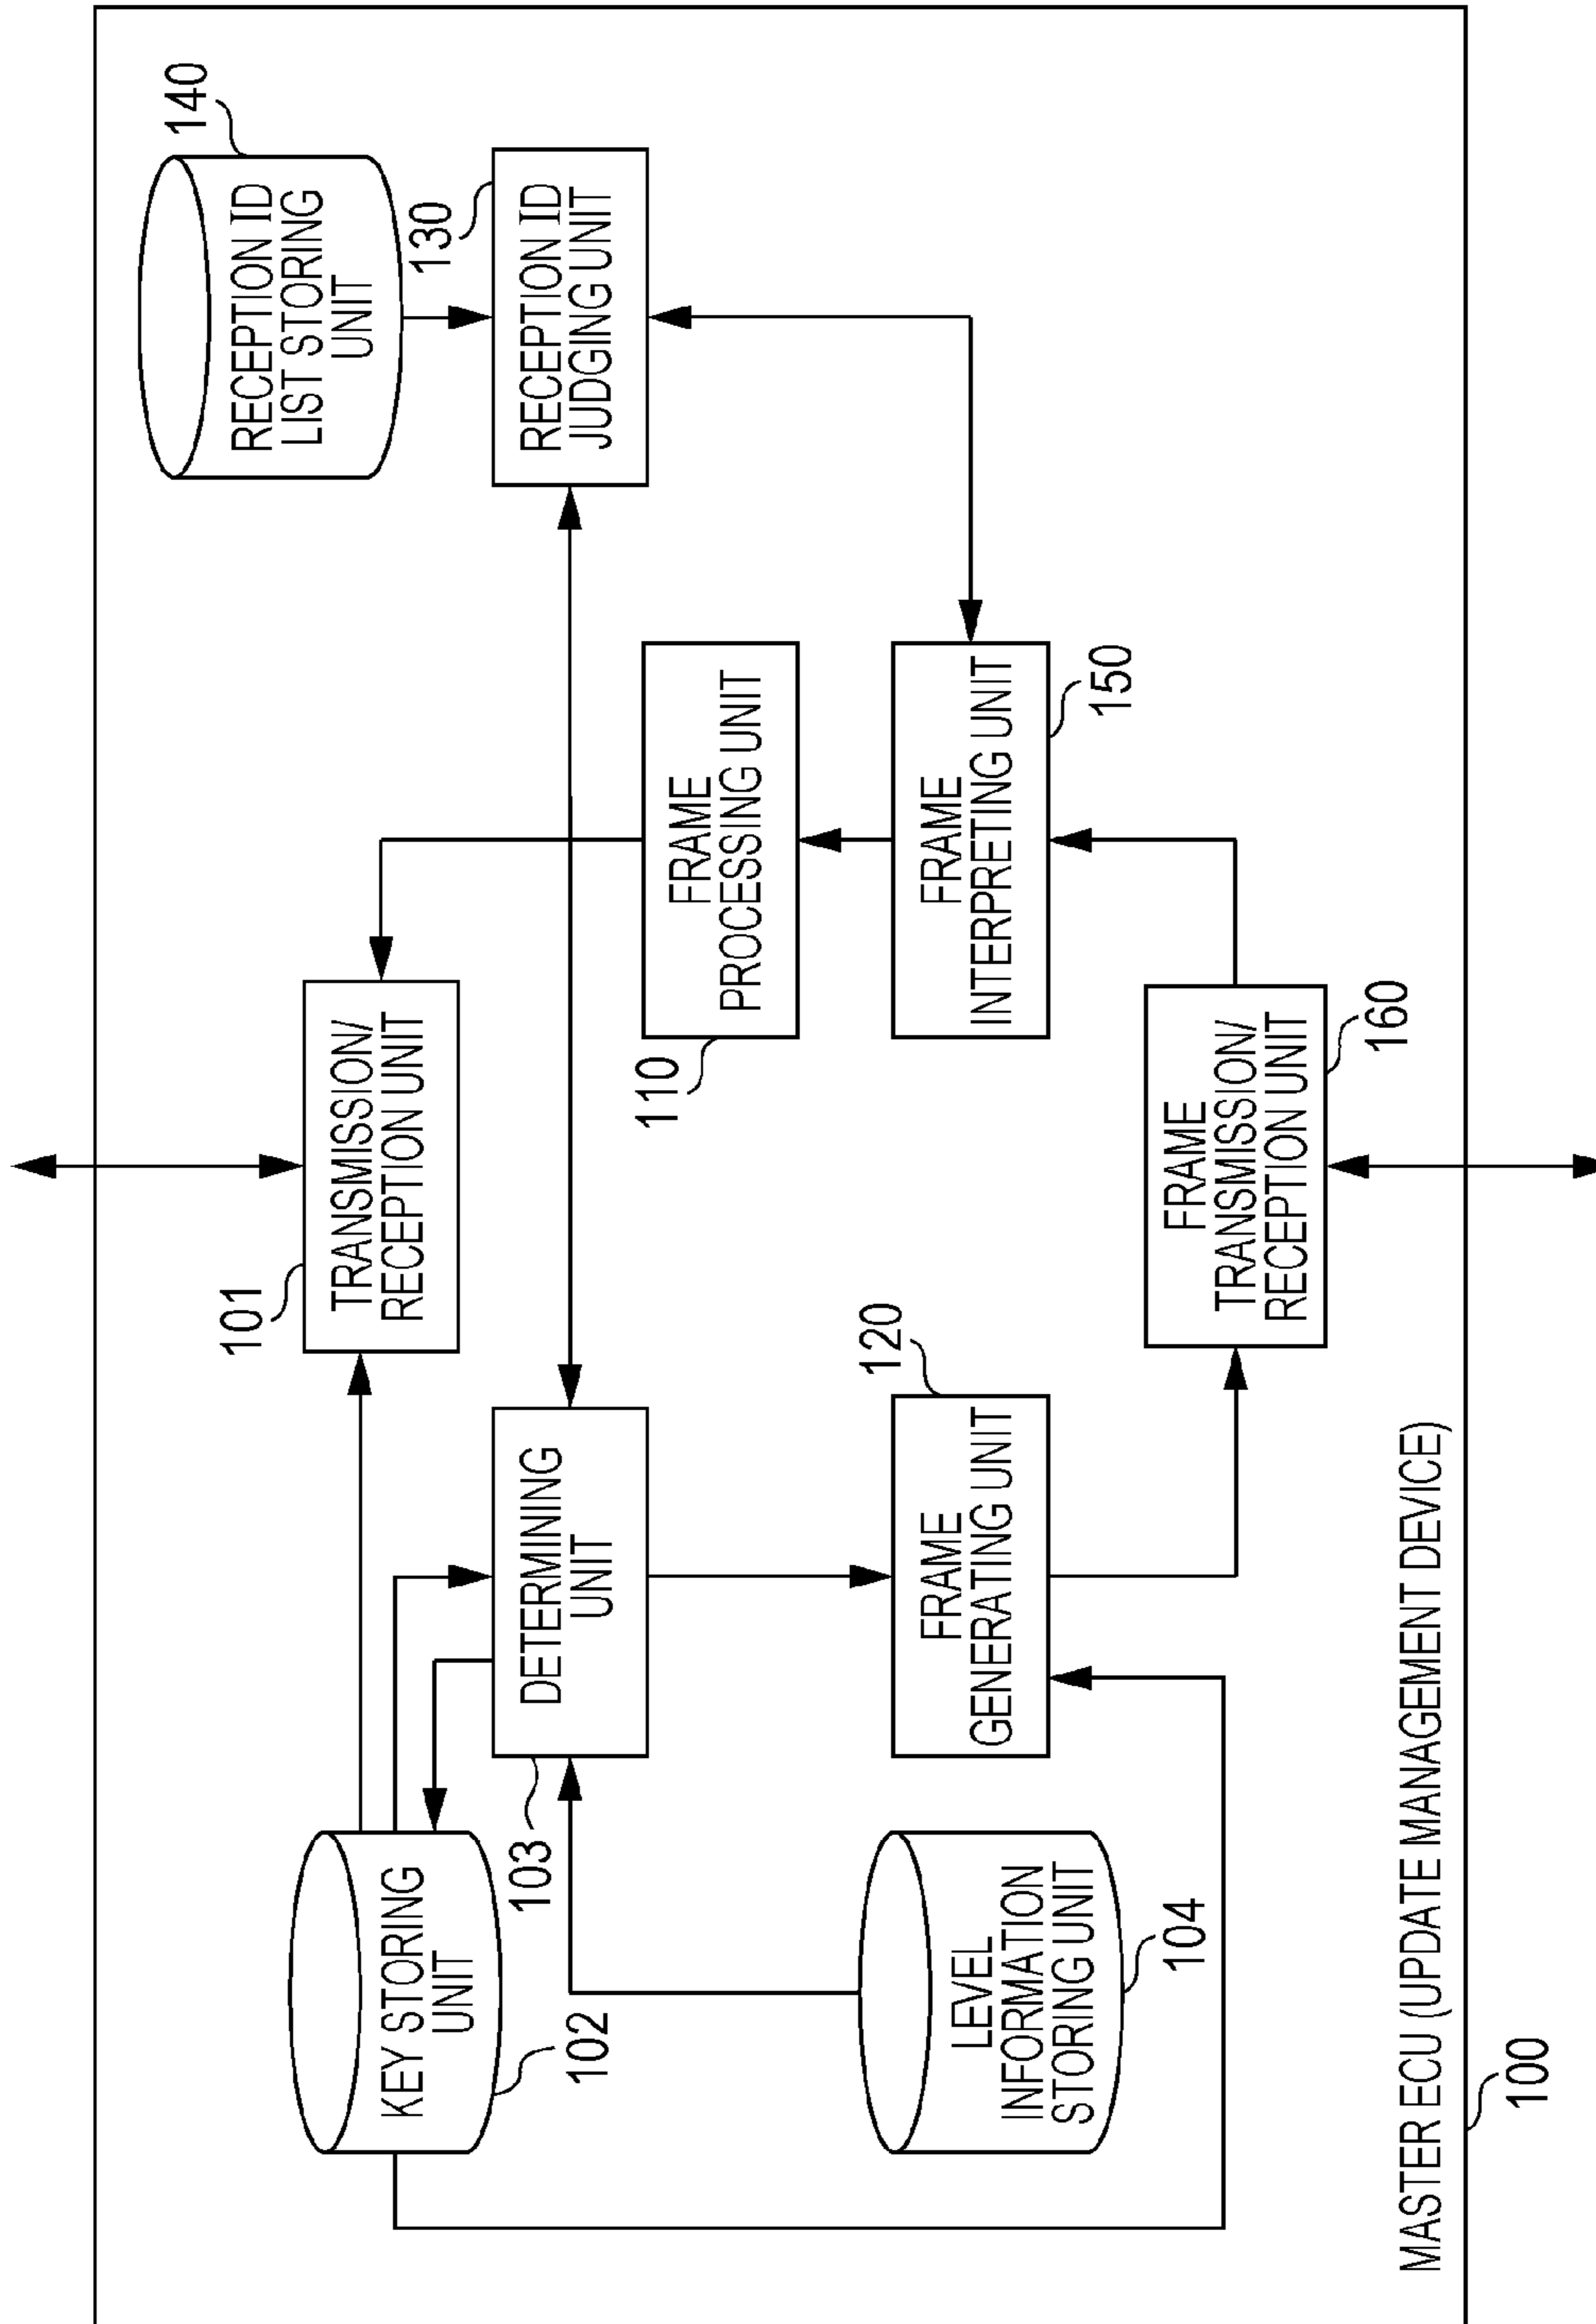 MASTER ECU (UPDATE MANAGEMENT DEVICE)
100
KEY STORING
UNIT
102
LEVEL
INFORMATION
STORING UNIT
104
103
DETERMINING
UNIT
FRAME
GENERATING UNIT
120
101
TRANSMISSION/
RECEPTION UNIT
FRAME
TRANSMISSION/
RECEPTION UNIT
160
110
FRAME
PROCESSING UNIT
FRAME
INTERPRETING UNIT
150
RECEPTION ID
LIST STORING
UNIT
140
130
RECEPTION ID
JUDGING UNIT